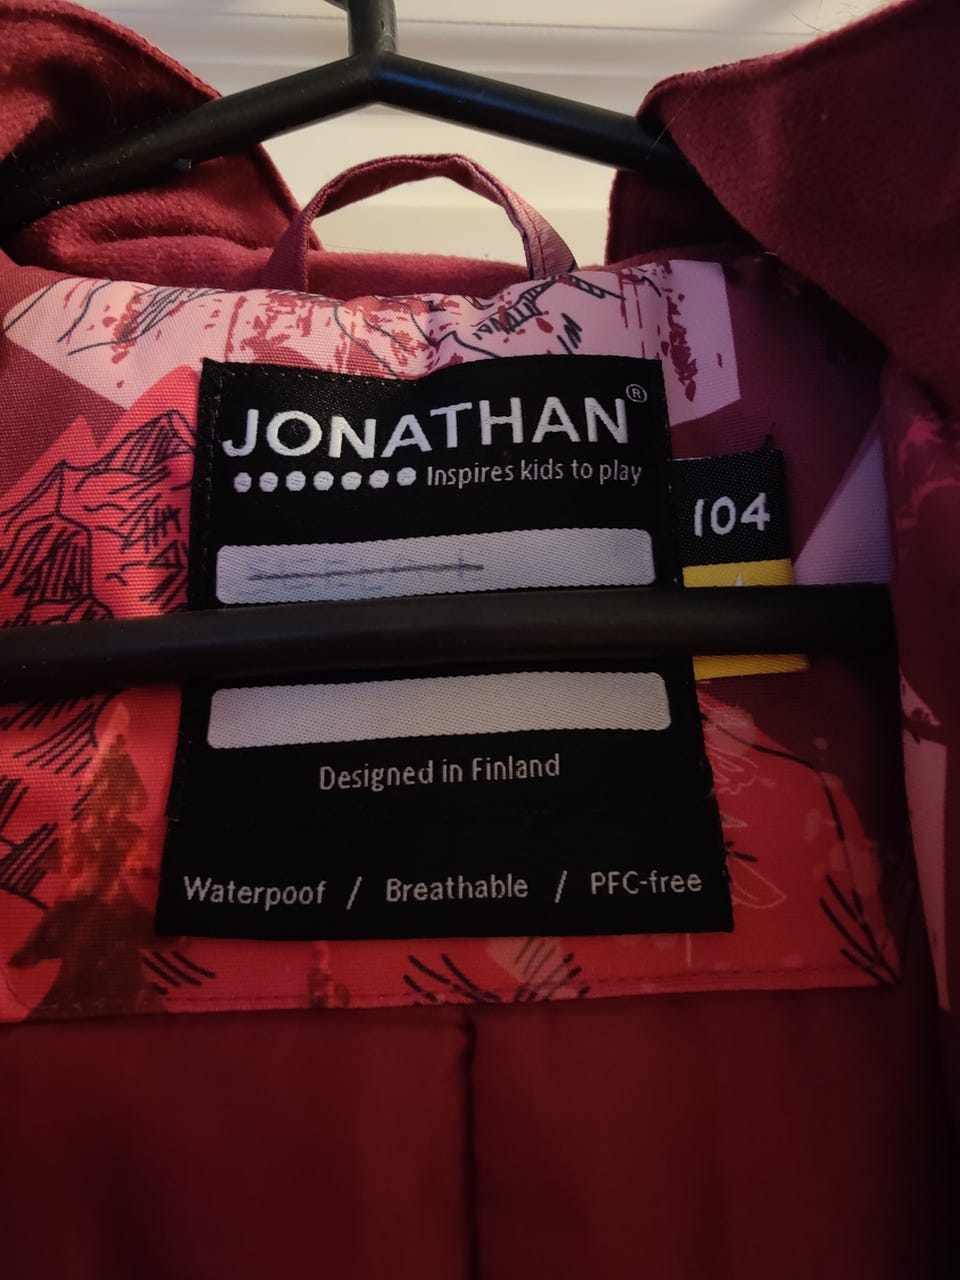 JONATHAN®
Inspires kids to play
104
Designed in Finland
Waterpoof / Breathable / PFC-free